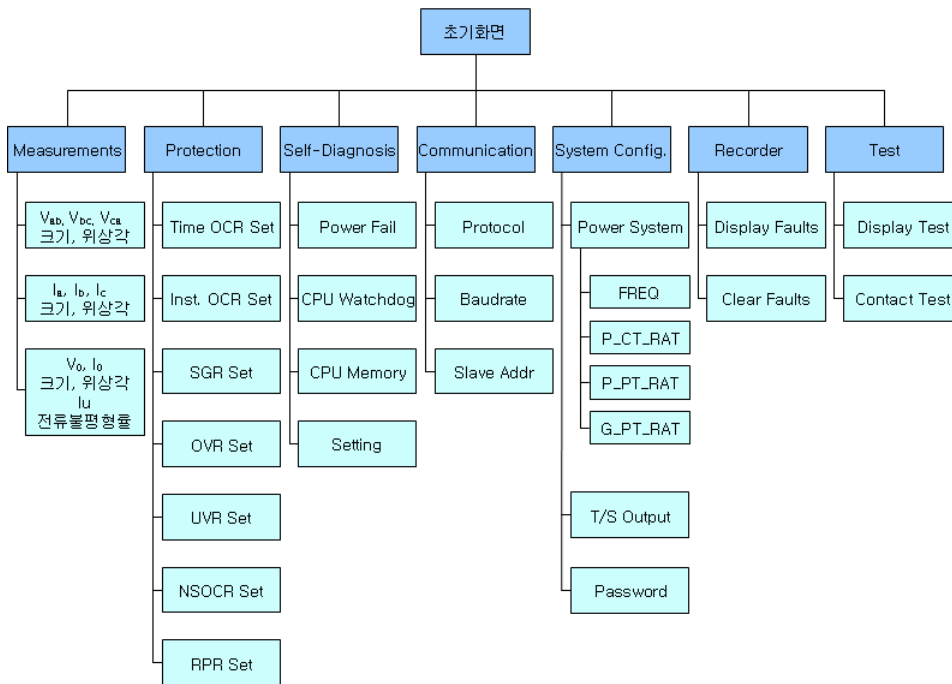 초기화면
Measurements
Protection
Self-Diagnosis
Communication
System Config.
Recorder
Test
Vab, Vbc, Vca
크기, 위상각
Ia, Ib, Ic
크기, 위상각
V0, I0
크기, 위상각
Iu
전류불평형율
Time OCR Set
Inst. OCR Set
SGR Set
OVR Set
UVR Set
NSOCR Set
RPR Set
Power Fail
CPU Watchdog
CPU Memory
Setting
Protocol
Baudrate
Slave Addr
Power System
FREQ
P_CT_RAT
P_PT_RAT
G_PT_RAT
T/S Output
Password
Display Faults
Clear Faults
Display Test
Contact Test